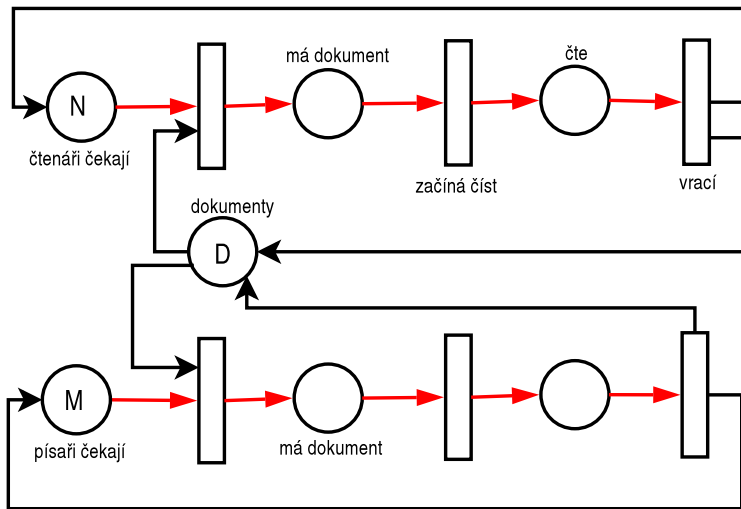 má dokument
čte
N
čtenáři čekají
začíná číst
vrací
dokumenty
D
M
písaři čekají
má dokument